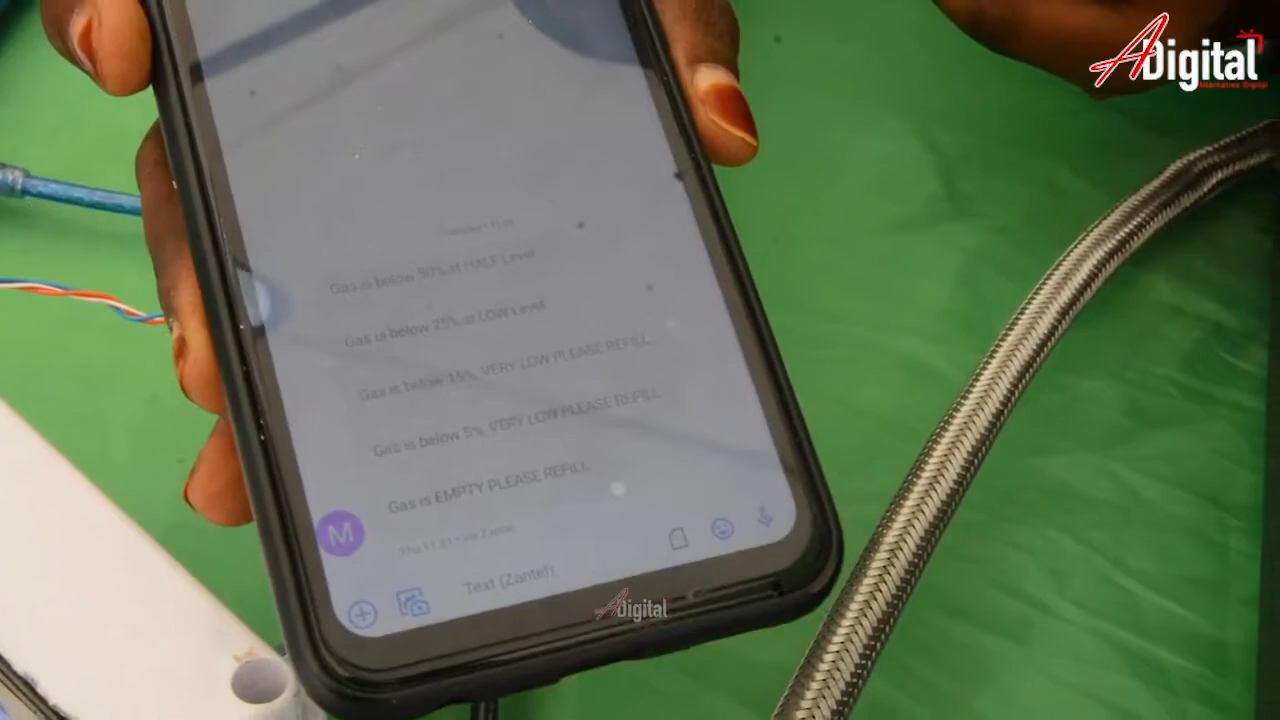 ADigital
Alternative Digital
Gas is below 50%,at HALF Level
Gas is below 25%,at LOW Level
Gas is below 15%, VERY LOW PLEASE REFILL
Gas is below 5%, VERY LOW PLEASE REFILL
Gas is EMPTY PLEASE REFILL
M
Text (Zantel)
ADigital